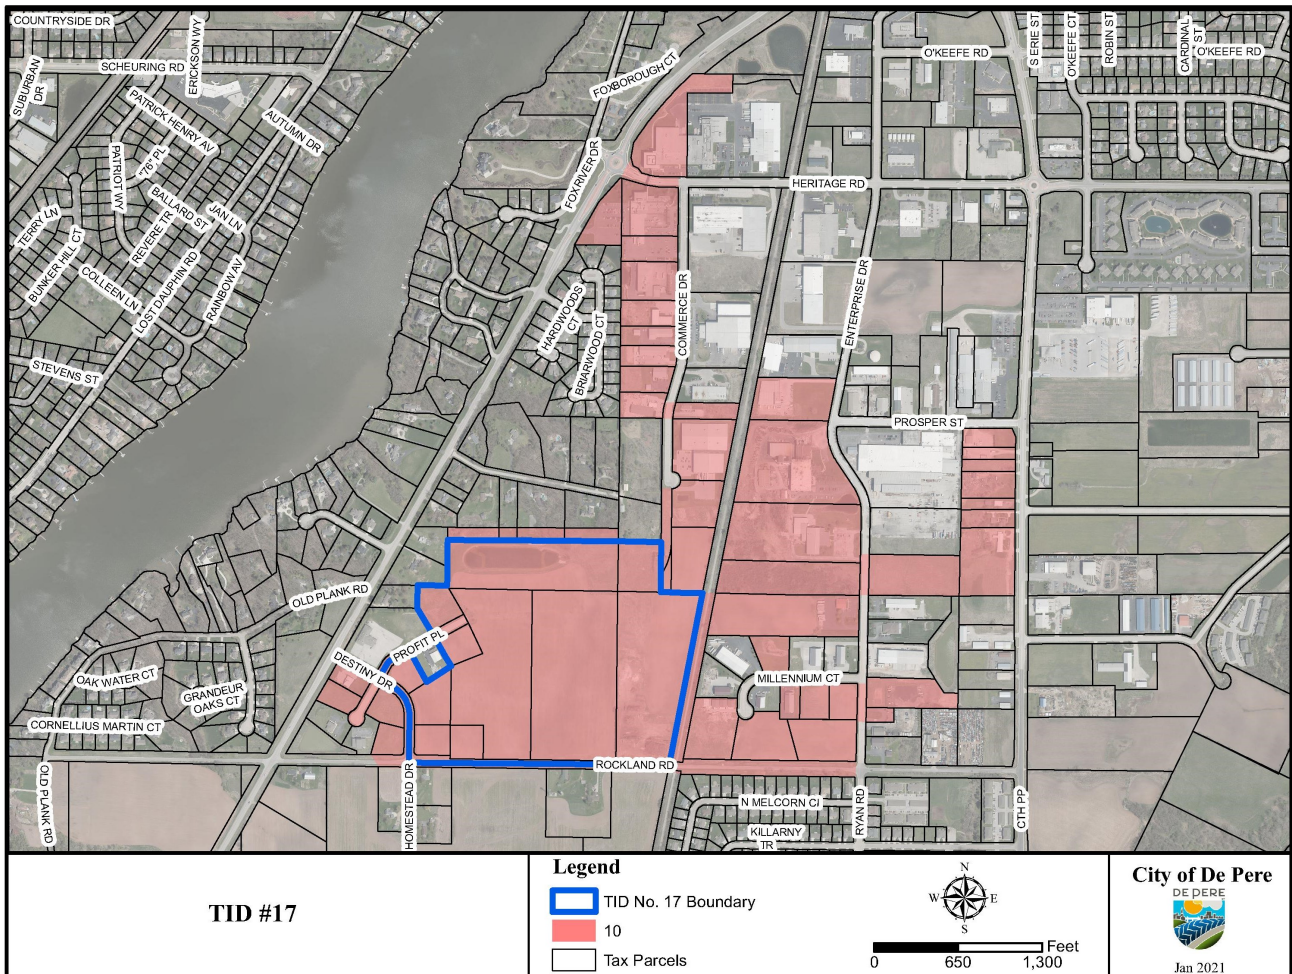 COUNTRYSIDE DR
SCHEURING RD
ERICKSON WY
SUBURBAN
DR
PATRICK HENRY AV
AUTUMN DR
"76" PL
PATRIOT WY
BALLARD ST
JAN LN
REVERE TR
TERRY LN
BUNKER HILL CT
COLLEEN LN
LOST DAUPHIN RD
RAINBOW AV
STEVENS ST
FOXBOROUGH CT
FOX RIVER DR
HERITAGE RD
O'KEEFE RD
S ERIE ST
O'KEEFE CT
ROBIN ST
CARDINAL
ST
O'KEEFE RD
HARDWOODS
CT
BRIARWOOD CT
COMMERCE DR
ENTERPRISE DR
PROSPER ST
OLD PLANK RD
PROFIT PL
DESTINY DR
OAK WATER CT
GRANDEUR
OAKS CT
CORNELLIUS MARTIN CT
MILLENNIUM CT
ROCKLAND RD
OLD PLANK RD
HOMESTEAD DR
N MELCORN CI
KILLARNY
TR
RYAN RD
CTH PP
TID #17
Legend
TID No. 17 Boundary
10
Tax Parcels
N
W
E
S
Feet
0
650
1,300
City of De Pere
DE PERE
Jan 2021